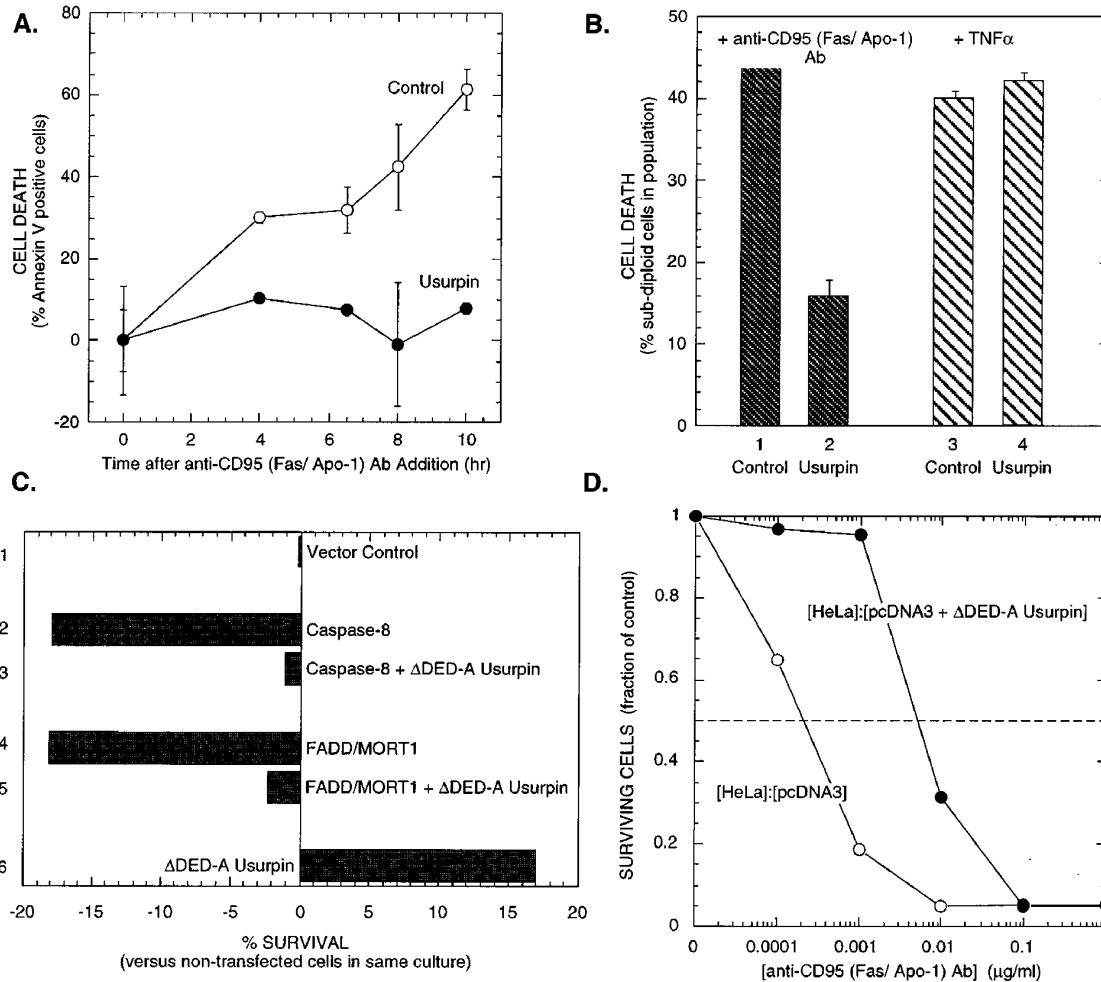 A.
CELL DEATH
(% Annexin V positive cells)
80
60
40
20
0
-20
Control
Usurpin
0 4 6 8 10
Time after anti-CD95 (Fas/ Apo-1) Ab Addition (hr)
B.
CELL DEATH
(% sub-diploid cells in population)
50
40
30
20
10
0
+ anti-CD95 (Fas/ Apo-1)
Ab
+ TNFα
1 2 3 4
Control Usurpin Control Usurpin
C.
1 Vector Control
2 Caspase-8
3 Caspase-8 + ΔDED-A Usurpin
4 FADD/MORT1
5 FADD/MORT1 + ΔDED-A Usurpin
6 ΔDED-A Usurpin
-20 -15 -10 -5 0 5 10 15 20
% SURVIVAL
(versus non-transfected cells in same culture)
D.
SURVIVING CELLS (fraction of control)
1
0.8
0.6
0.4
0.2
0
[HeLa]:[pcDNA3 + ΔDED-A Usurpin]
[HeLa]:[pcDNA3]
0 0.0001 0.001 0.01 0.1
[anti-CD95 (Fas/ Apo-1) Ab] (μg/ml)